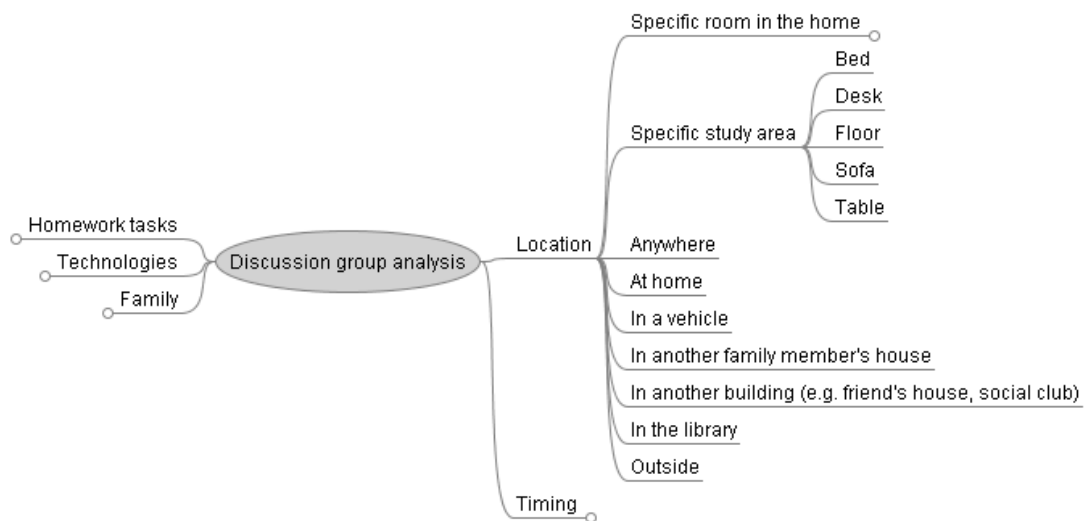 Discussion group analysis
Homework tasks
Technologies
Family
Location
Specific room in the home
Specific study area
Bed
Desk
Floor
Sofa
Table
Anywhere
At home
In a vehicle
In another family member's house
In another building (e.g. friend's house, social club)
In the library
Outside
Timing